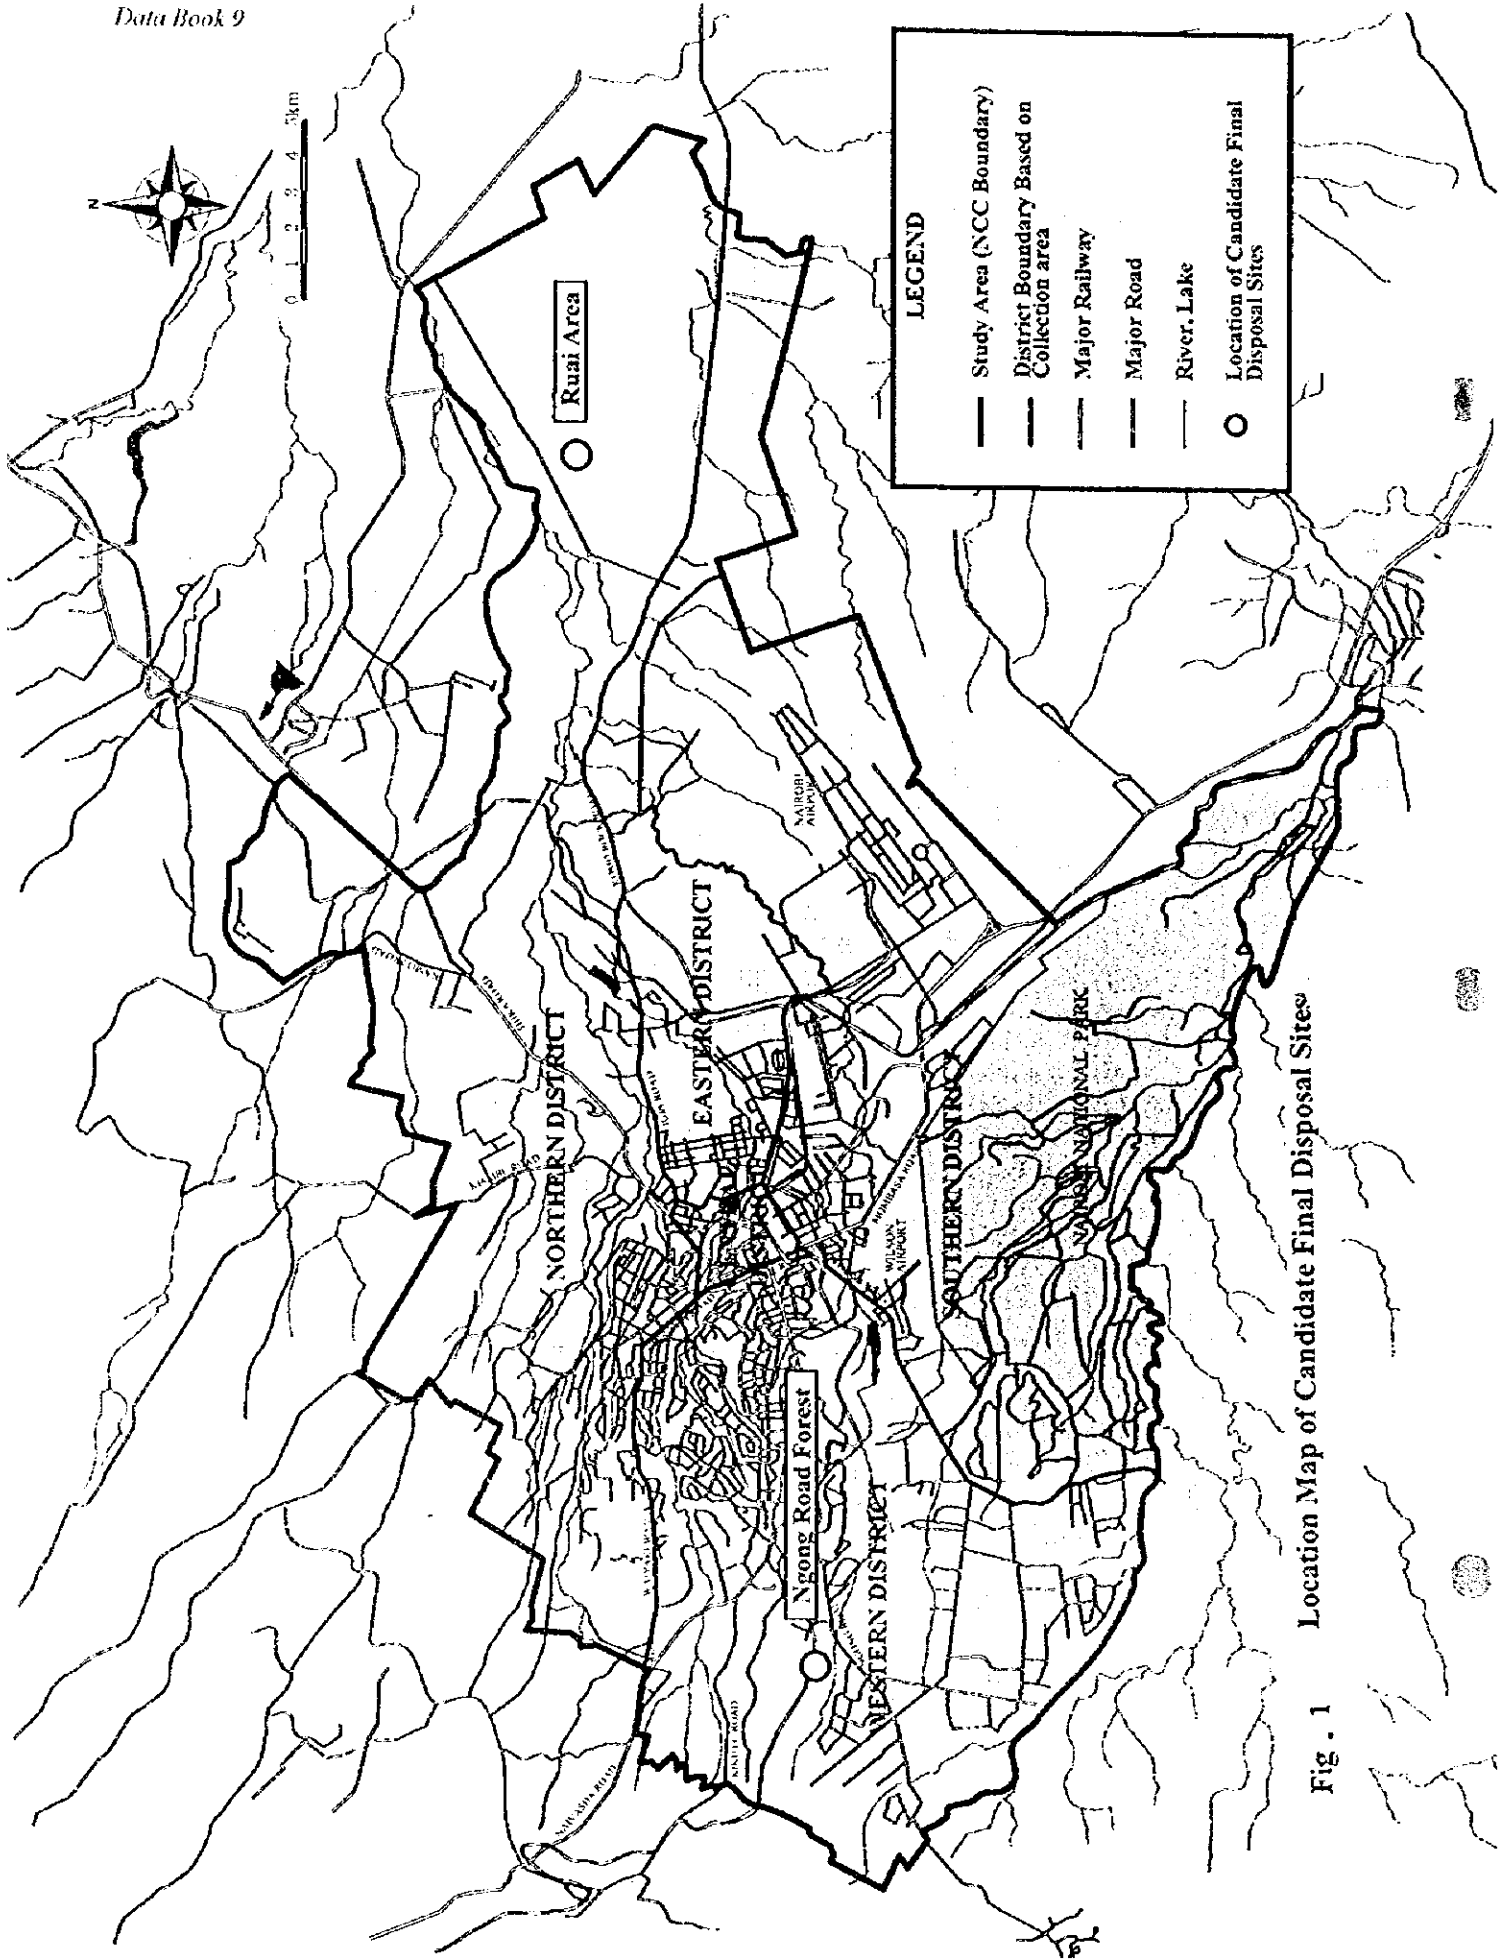 Data Book 9
N
0 1 2 3 4 5km
Ruai Area
LEGEND
Study Area (NCC Boundary)
District Boundary Based on
Collection area
Major Railway
Major Road
River, Lake
Location of Candidate Final
Disposal Sites
NORTHERN DISTRICT
EASTERN DISTRICT
NAIROBI
AIRPORT
WILSON
AIRPORT
SOUTHERN DISTRICT
NAIROBI NATIONAL PARK
Ngong Road Forest
WESTERN DISTRICT
Fig . 1 Location Map of Candidate Final Disposal Sites